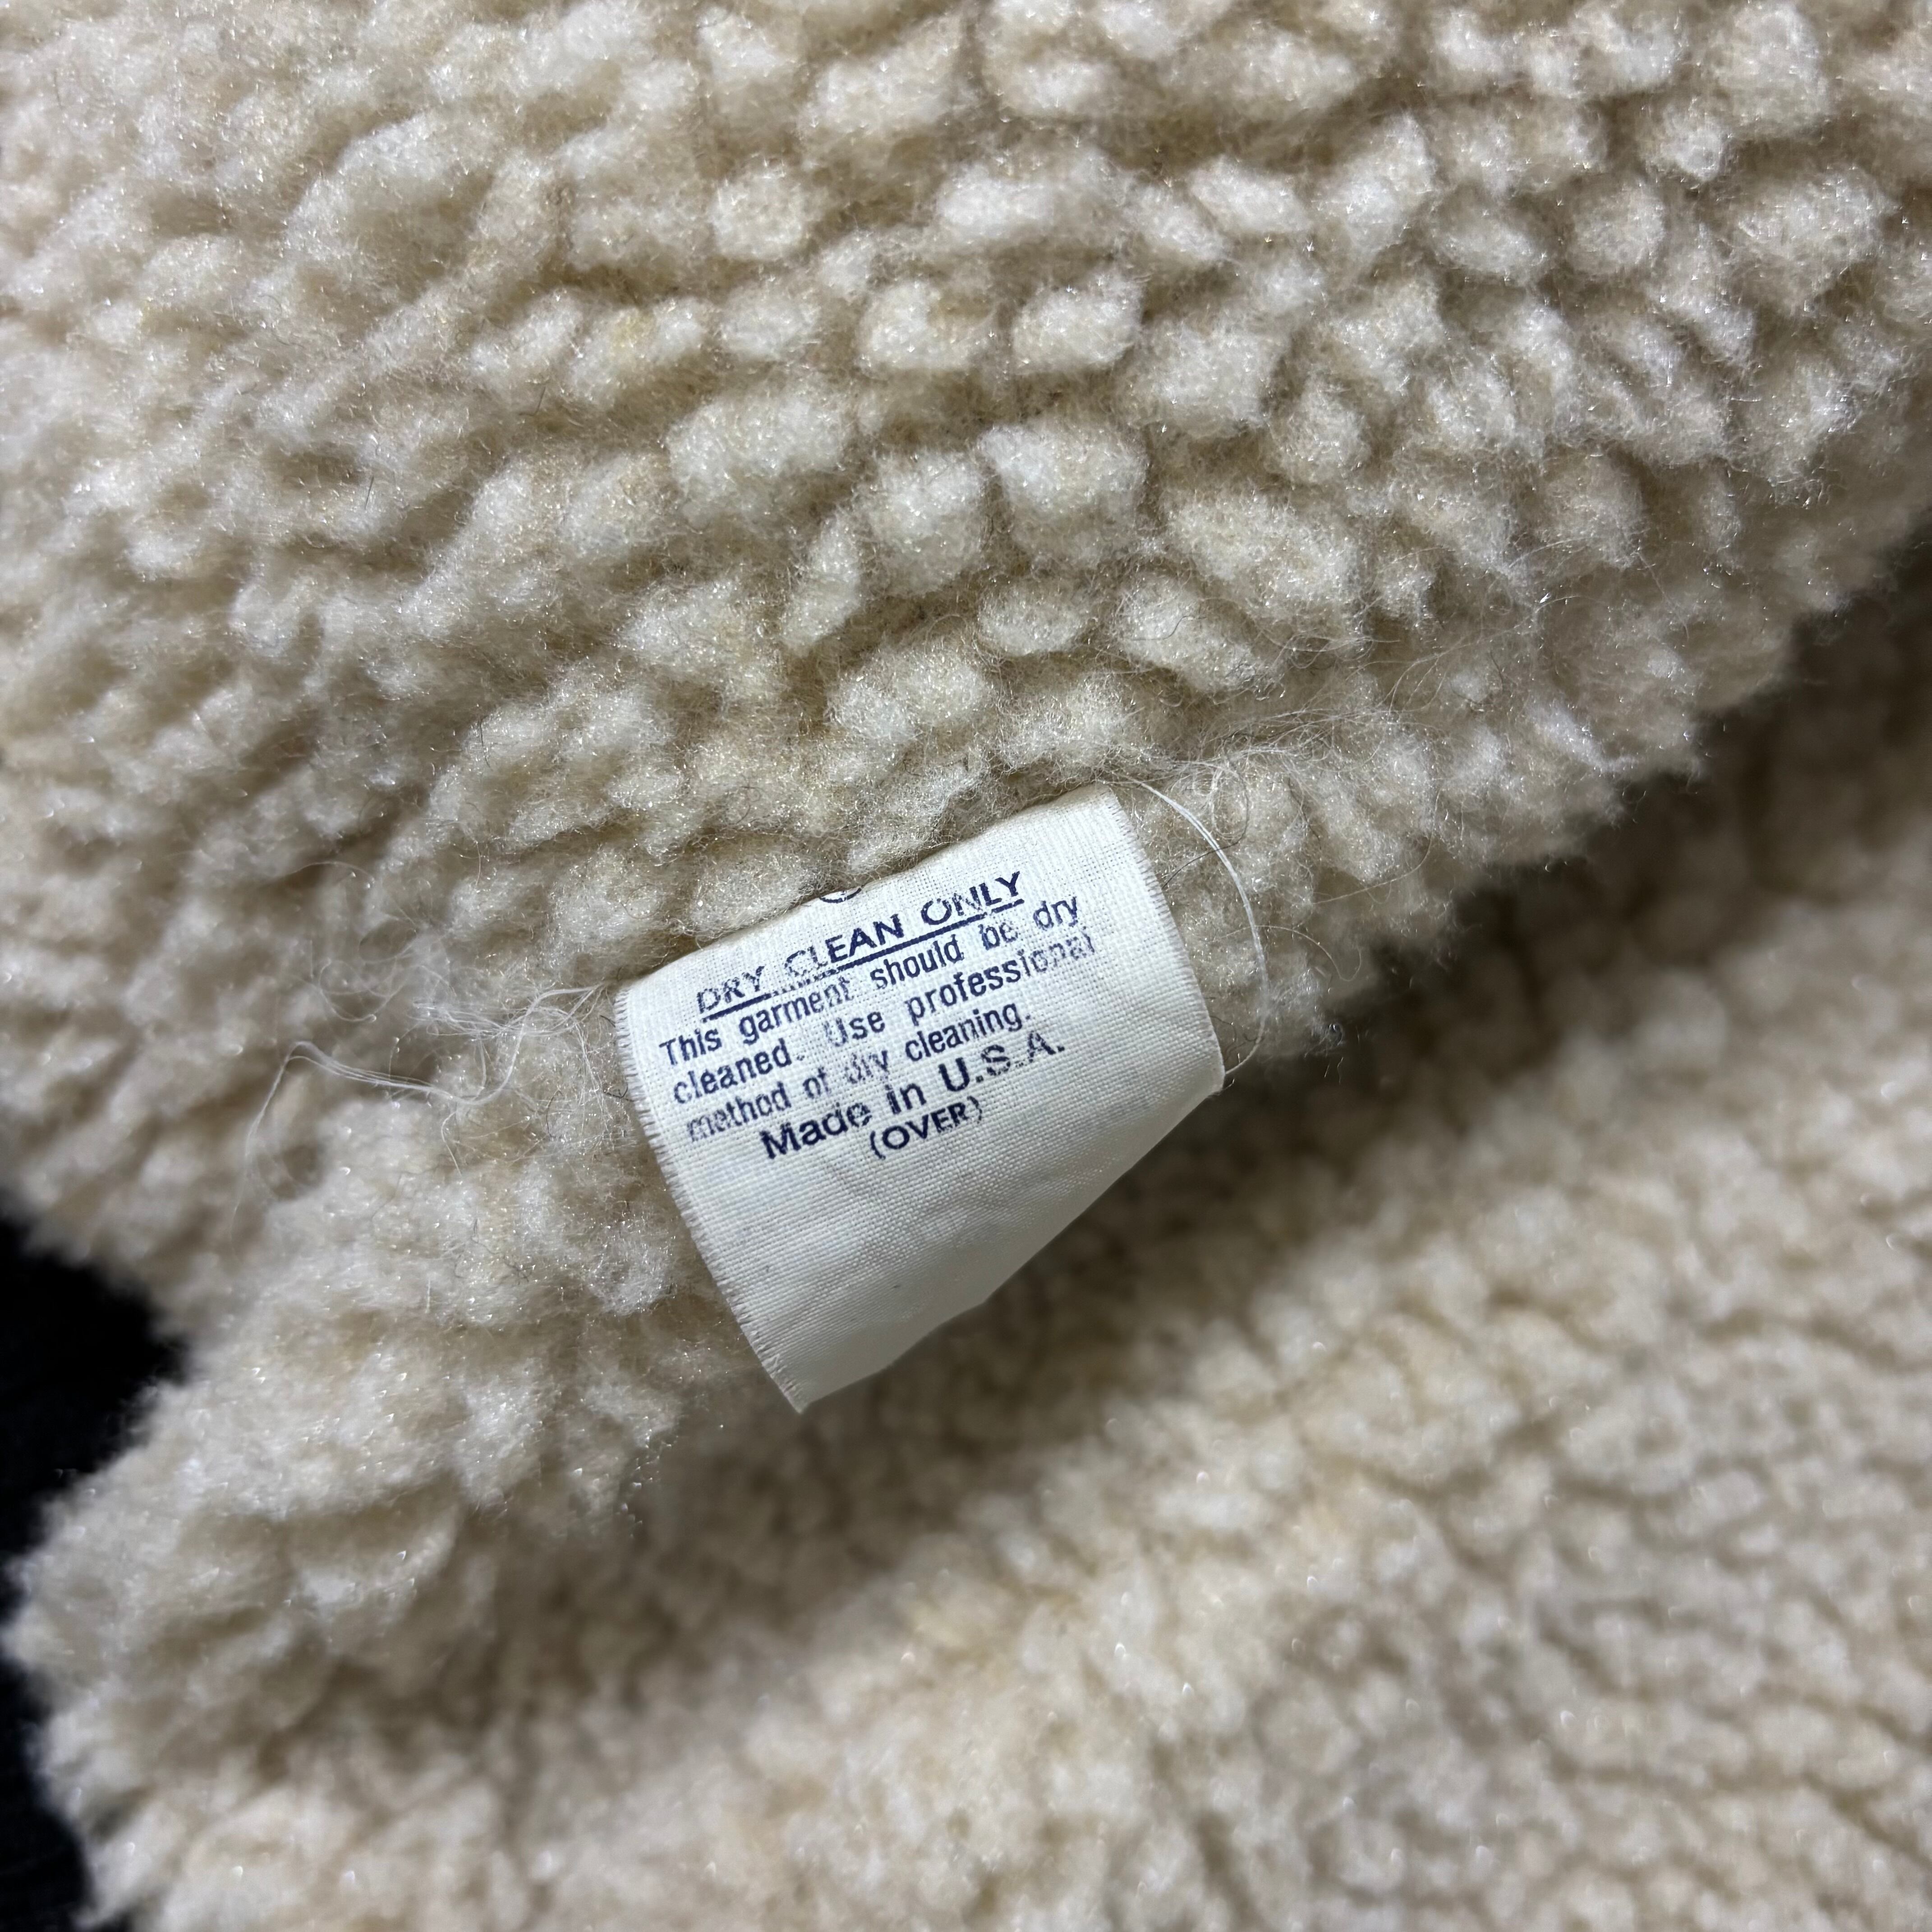 DRY CLEAN ONLY
This garment should be dry
cleaned. Use professional
method of dry cleaning.
Made in U.S.A.
(OVER)